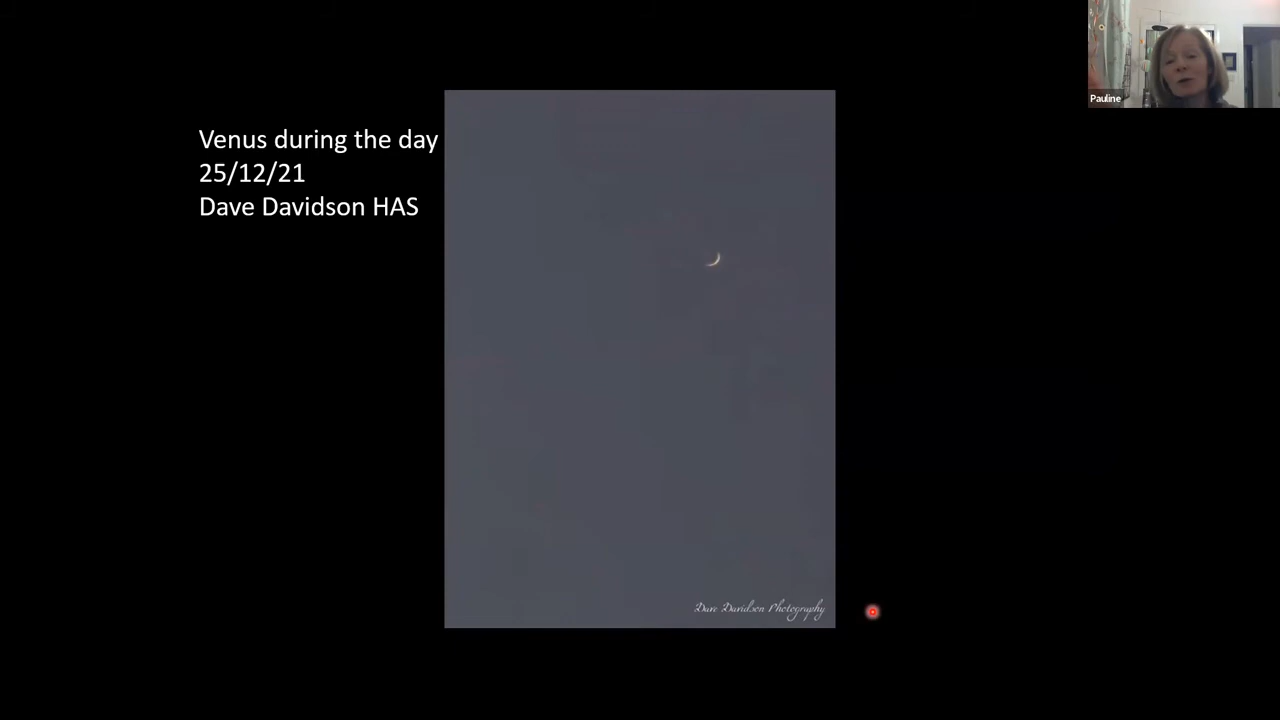 Venus during the day
25/12/21
Dave Davidson HAS
Pauline
Dave Davidson Photography